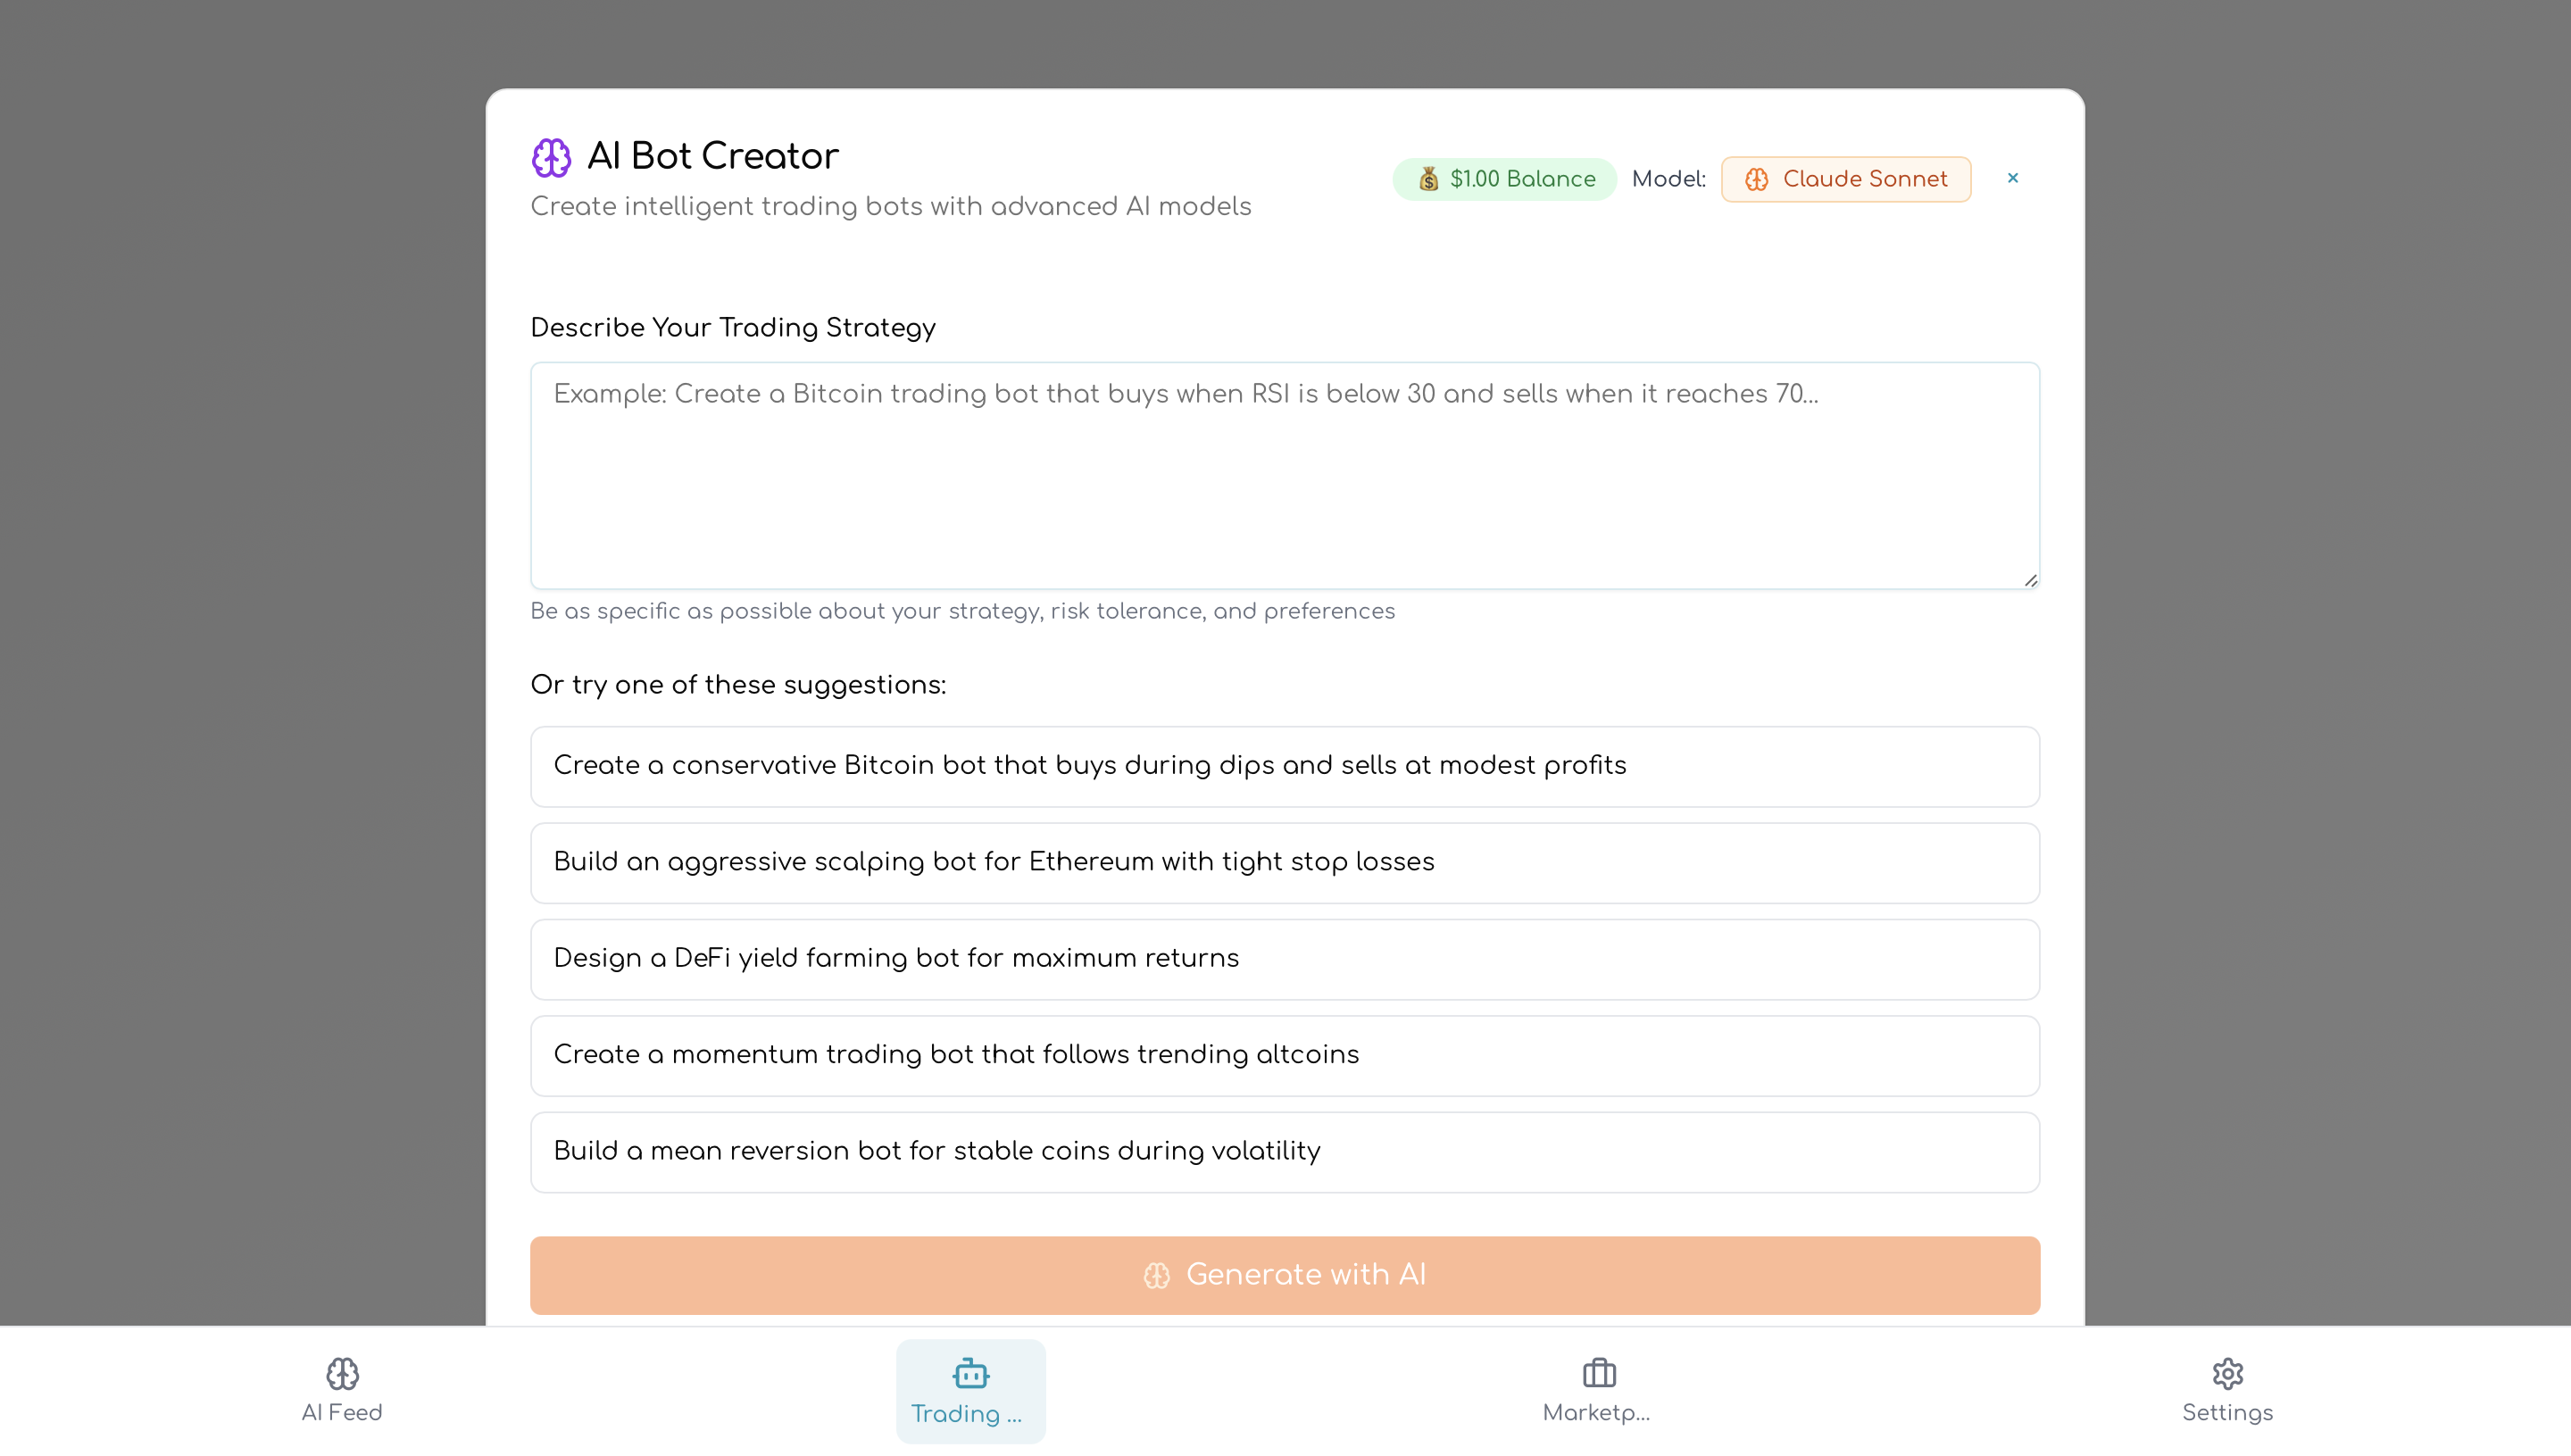 AI Bot Creator
Create intelligent trading bots with advanced AI models
💰 $1.00 Balance
Model:
Claude Sonnet
×
Describe Your Trading Strategy
Example: Create a Bitcoin trading bot that buys when RSI is below 30 and sells when it reaches 70...
Be as specific as possible about your strategy, risk tolerance, and preferences
Or try one of these suggestions:
Create a conservative Bitcoin bot that buys during dips and sells at modest profits
Build an aggressive scalping bot for Ethereum with tight stop losses
Design a DeFi yield farming bot for maximum returns
Create a momentum trading bot that follows trending altcoins
Build a mean reversion bot for stable coins during volatility
Generate with AI
AI Feed
Trading ...
Marketp...
Settings